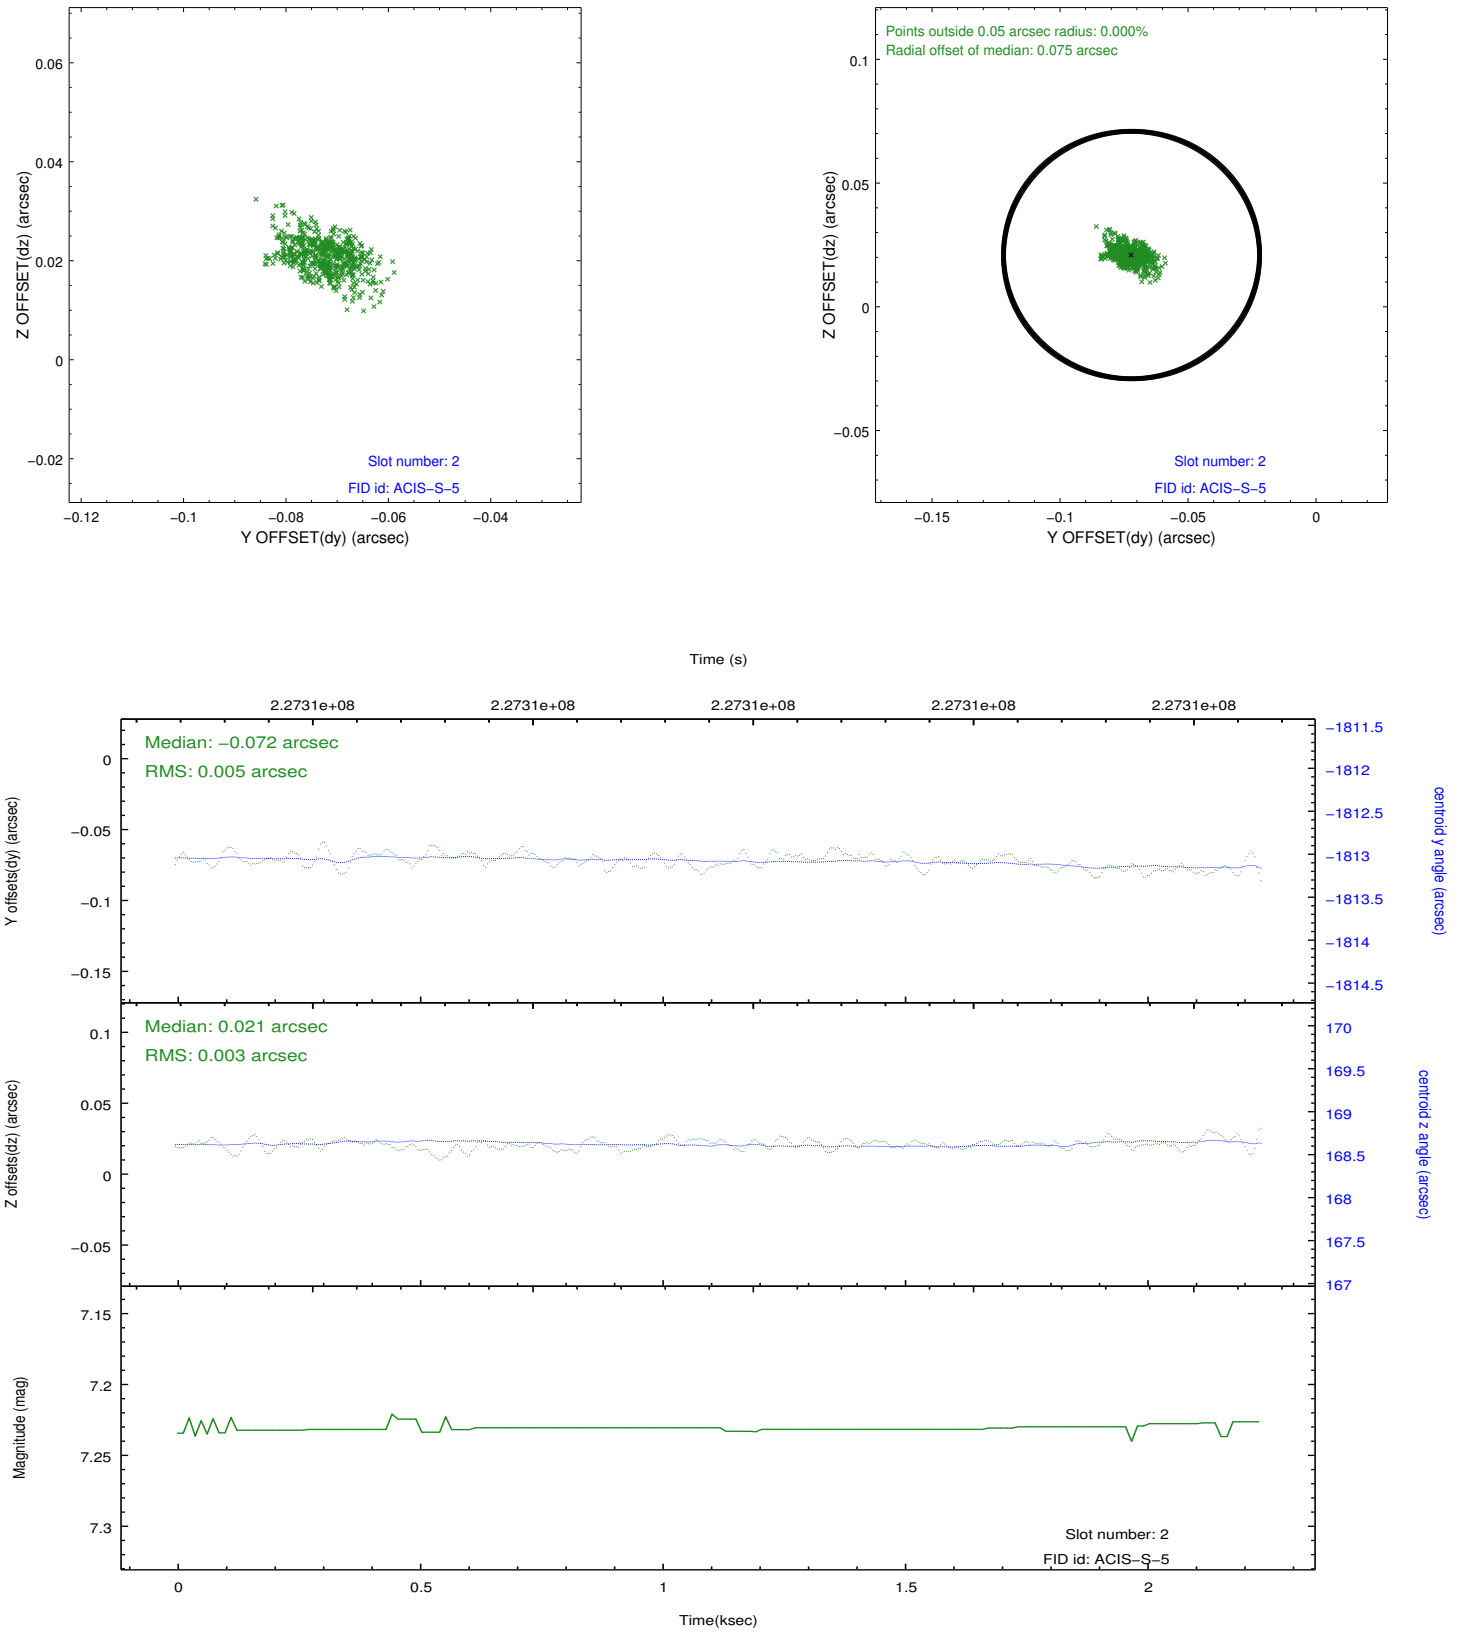 0.06
0.04
0.02
0
−0.02
Z OFFSET(dz) (arcsec)
Slot number: 2
FID id: ACIS−S−5
−0.12
−0.1
−0.08
−0.06
−0.04
Y OFFSET(dy) (arcsec)
Points outside 0.05 arcsec radius: 0.000%
Radial offset of median: 0.075 arcsec
0.1
0.05
0
−0.05
Z OFFSET(dz) (arcsec)
Slot number: 2
FID id: ACIS−S−5
−0.15
−0.1
−0.05
0
Y OFFSET(dy) (arcsec)
Time (s)
2.2731e+08
2.2731e+08
2.2731e+08
2.2731e+08
2.2731e+08
Median: −0.072 arcsec
RMS: 0.005 arcsec
0
−0.05
−0.1
−0.15
Y offsets(dy) (arcsec)
−1811.5
−1812
−1812.5
−1813
−1813.5
−1814
−1814.5
centroid y angle (arcsec)
Median: 0.021 arcsec
RMS: 0.003 arcsec
0.1
0.05
0
−0.05
Z offsets(dz) (arcsec)
170
169.5
169
168.5
168
167.5
167
centroid z angle (arcsec)
7.15
7.2
7.25
7.3
Magnitude (mag)
Slot number: 2
FID id: ACIS−S−5
0
0.5
1
1.5
2
Time(ksec)